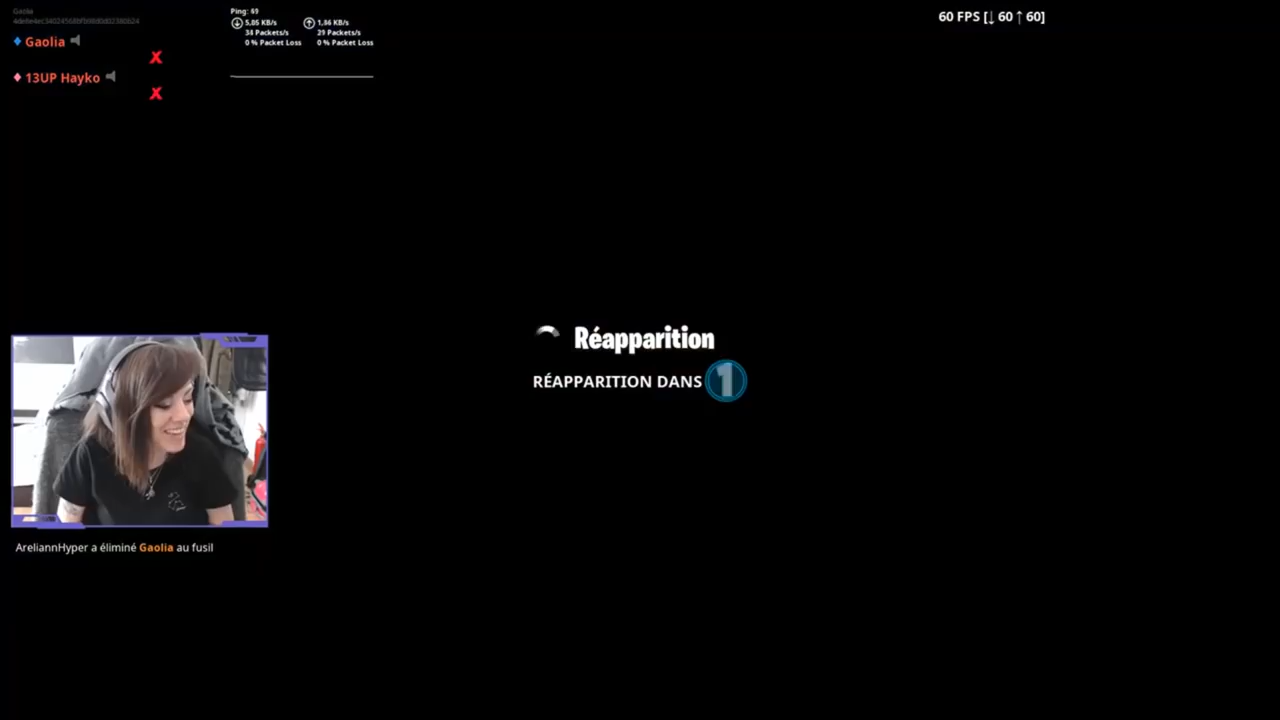 Gaolia
Gaolia
X
13UP Hayko
X
Ping: 69
5,85 KB/s
1,86 KB/s
34 Packets/s
29 Packets/s
0 % Packet Loss
0 % Packet Loss
60 FPS [↓ 60 ↑ 60]
Réapparition
RÉAPPARITION DANS 1
AreliannHyper a éliminé Gaolia au fusil